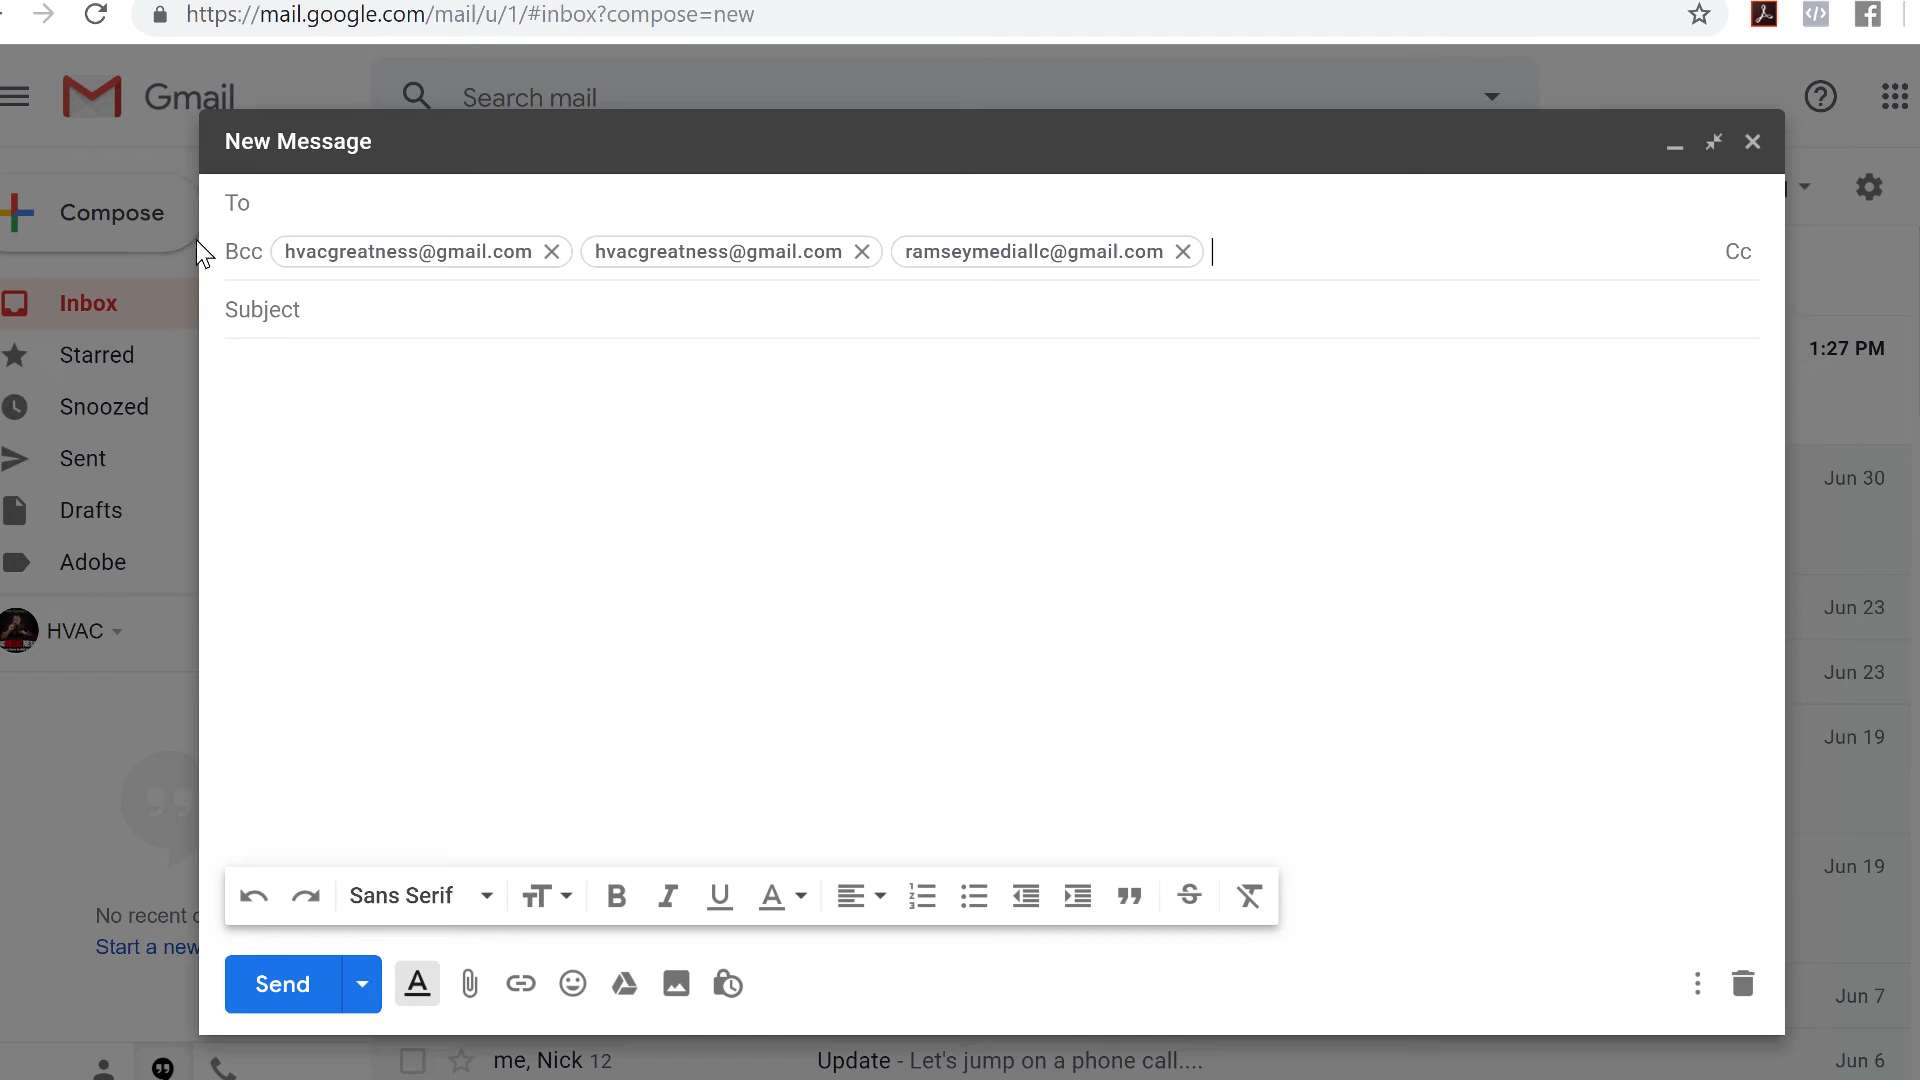 https://mail.google.com/mail/u/1/#inbox?compose=new
Gmail
Search mail
New Message
Compose
To
Bcc hvacgreatness@gmail.com hvacgreatness@gmail.com ramseymediallc@gmail.com Cc
Inbox
Subject
Starred
1:27 PM
Snoozed
Sent
Jun 30
Drafts
Adobe
Jun 23
HVAC
Jun 23
Jun 19
Jun 19
Sans Serif
No recent
Start a new
Send
Jun 7
me, Nick 12 Update - Let's jump on a phone call.... Jun 6